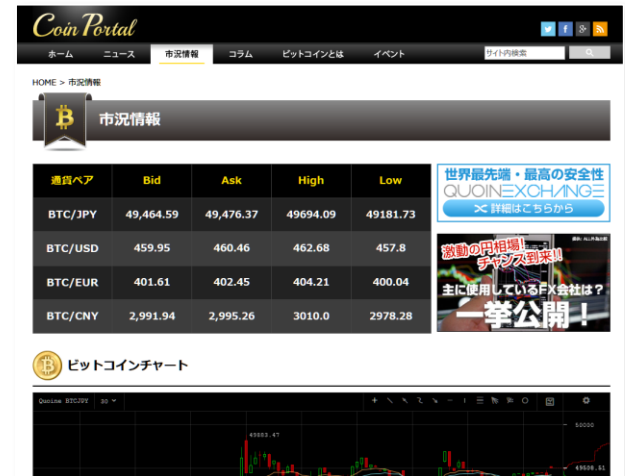 Coin Portal
ホーム ニュース 市況情報 コラム ビットコインとは イベント サイト内検索
HOME > 市況情報
市況情報
通貨ペア Bid Ask High Low
BTC/JPY 49,464.59 49,476.37 49694.09 49181.73
BTC/USD 459.95 460.46 462.68 457.8
BTC/EUR 401.61 402.45 404.21 400.04
BTC/CNY 2,991.94 2,995.26 3010.0 2978.28
世界最先端・最高の安全性
QUOINEXCHANGE
詳細はこちらから
激動の円相場!
チャンス到来!!
主に使用しているFX会社は?
一挙公開!
ビットコインチャート
Quoine BTCJPY 30
50000
49883.47
49508.51